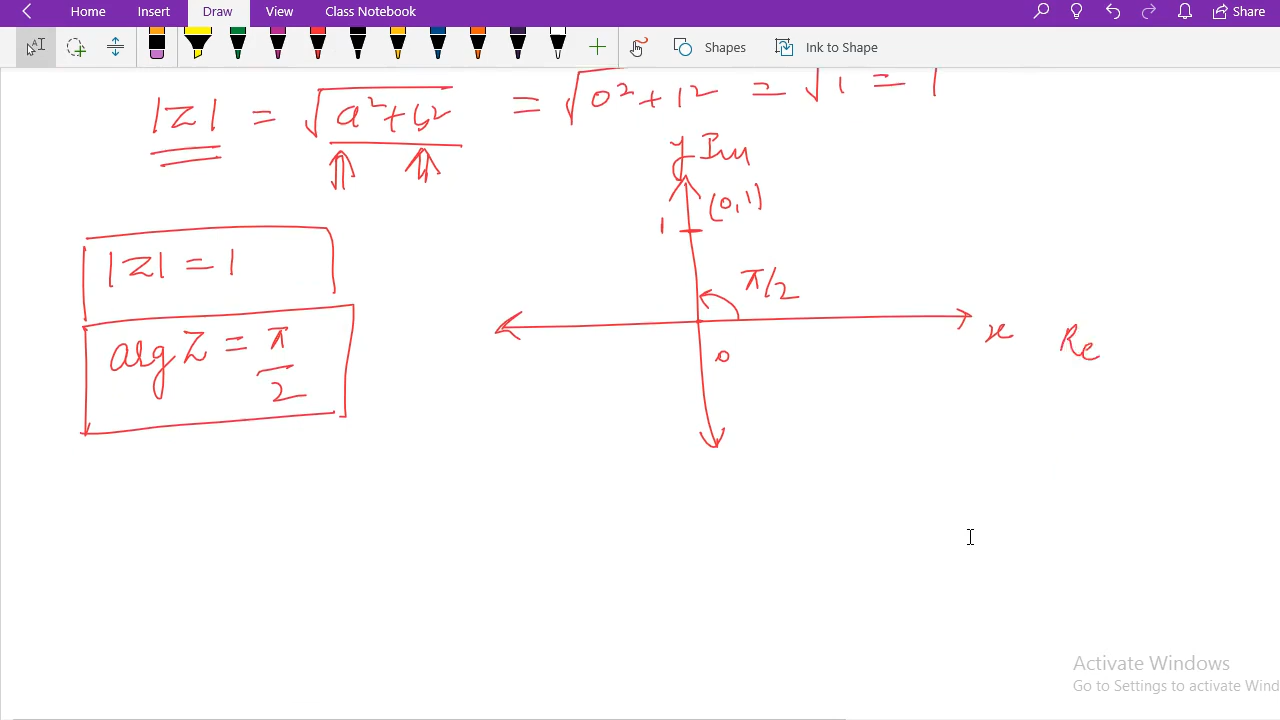 Home Insert Draw View Class Notebook Share
Shapes Ink to Shape
|z| = √a²+b² = √0²+1² = √1 = 1
y Im
(0,1)
1
|z| = 1
π/2
arg z = π/2
x Re
0
Activate Windows
Go to Settings to activate Wind